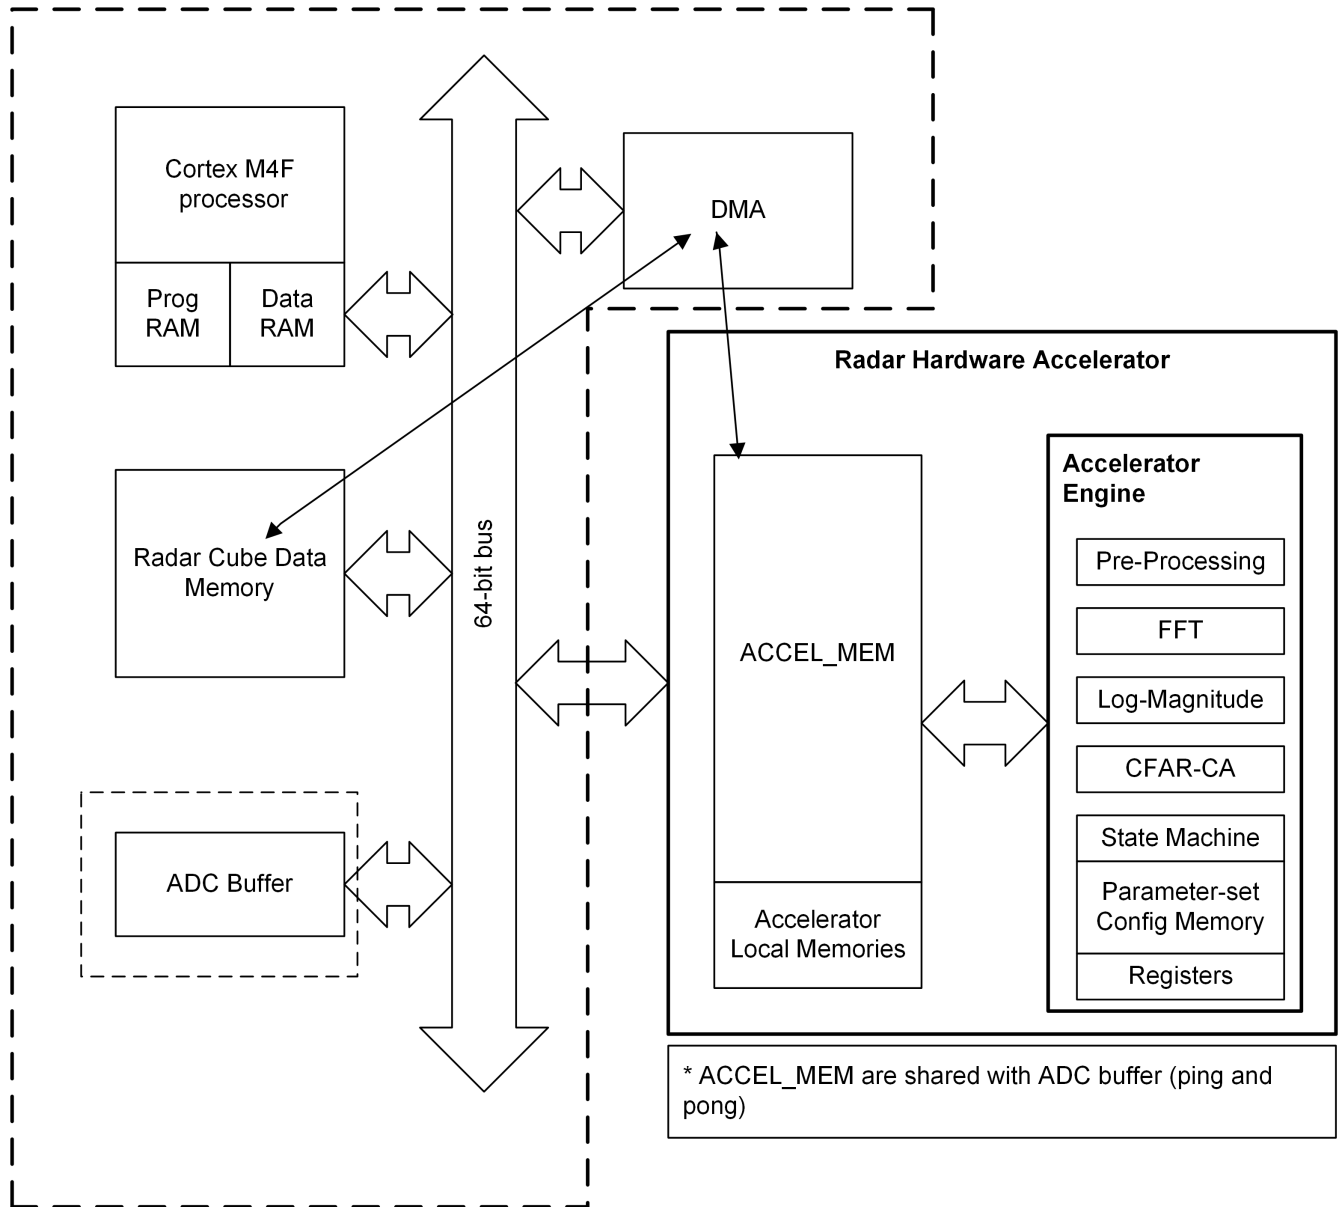 Cortex M4F
processor
Prog
RAM
Data
RAM
DMA
Radar Cube Data
Memory
64-bit bus
ADC Buffer
Radar Hardware Accelerator
ACCEL_MEM
Accelerator
Local Memories
Accelerator
Engine
Pre-Processing
FFT
Log-Magnitude
CFAR-CA
State Machine
Parameter-set
Config Memory
Registers
* ACCEL_MEM are shared with ADC buffer (ping and
pong)